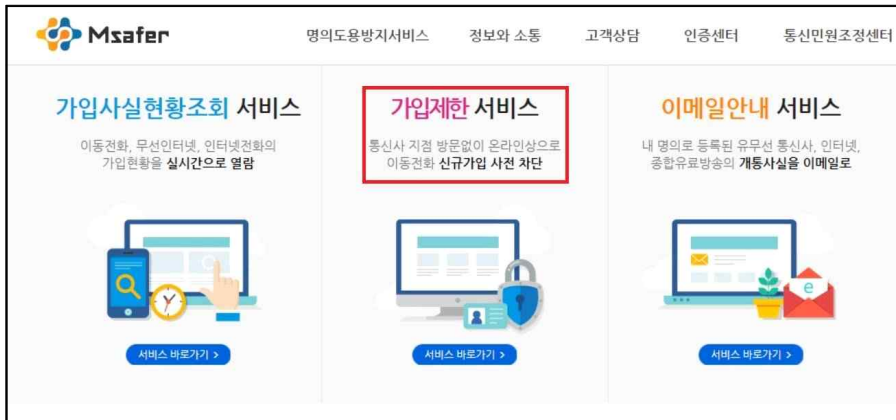 Msafer
명의도용방지서비스 정보와 소통 고객상담 인증센터 통신민원조정센터
가입사실현황조회 서비스
이동전화, 무선인터넷, 인터넷전화의
가입현황을 실시간으로 열람
서비스 바로가기 >
가입제한 서비스
통신사 지점 방문없이 온라인상으로
이동전화 신규가입 사전 차단
서비스 바로가기 >
이메일안내 서비스
내 명의로 등록된 유무선 통신사, 인터넷,
종합유료방송의 개통사실을 이메일로
e
서비스 바로가기 >